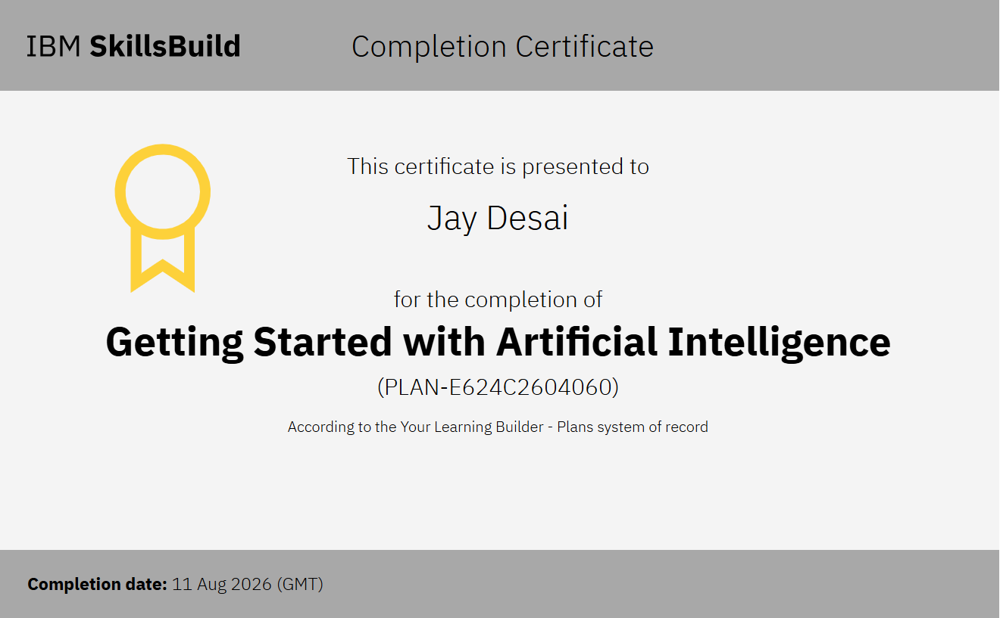 IBM SkillsBuild
Completion Certificate
This certificate is presented to
Jay Desai
for the completion of
Getting Started with Artificial Intelligence
(PLAN-E624C2604060)
According to the Your Learning Builder - Plans system of record
Completion date: 11 Aug 2026 (GMT)